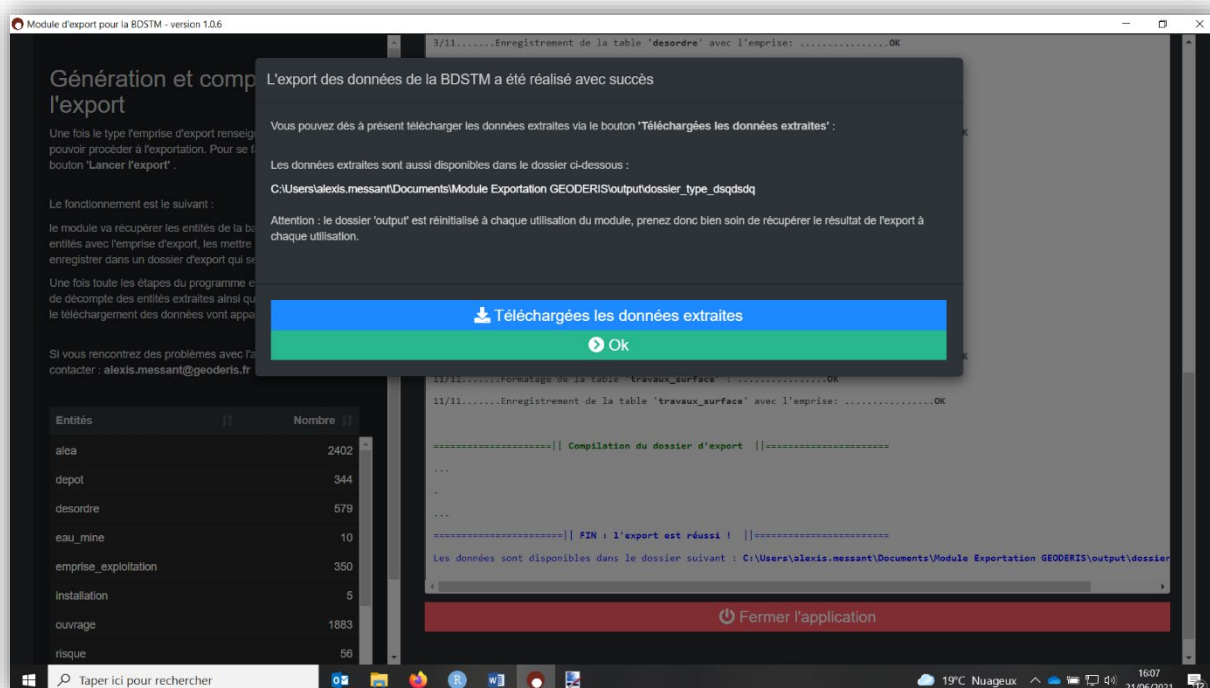 Module d'export pour la BDSTM - version 1.0.6
Génération et comp
l'export
Une fois le type l'emprise d'export renseig
pouvoir procéder à l'exportation. Pour se f
bouton 'Lancer l'export' .
Le fonctionnement est le suivant :
le module va récupérer les entités de la ba
entités avec l'emprise d'export, les mettre
enregistrer dans un dossier d'export qui se
Une fois toute les étapes du programme e
de décompte des entités extraites ainsi qu
le téléchargement des données vont appa
Si vous rencontrez des problèmes avec l'a
contacter : alexis.messant@geoderis.fr
Entités Nombre
alea 2402
depot 344
desordre 579
eau_mine 10
emprise_exploitation 350
installation 5
ouvrage 1883
risque 56
3/11.......Enregistrement de la table 'desordre' avec l'emprise: ................OK
L'export des données de la BDSTM a été réalisé avec succès
Vous pouvez dès à présent télécharger les données extraites via le bouton 'Téléchargées les données extraites' :
Les données extraites sont aussi disponibles dans le dossier ci-dessous :
C:\Users\alexis.messant\Documents\Module Exportation GEODERIS\output\dossier_type_dsqdsdq
Attention : le dossier 'output' est réinitialisé à chaque utilisation du module, prenez donc bien soin de récupérer le résultat de l'export à
chaque utilisation.
Téléchargées les données extraites
Ok
11/11.......Formatage de la table 'travaux_surface' : ................OK
11/11.......Enregistrement de la table 'travaux_surface' avec l'emprise: ................OK
=====================|| Compilation du dossier d'export ||======================
...
.
...
=======================|| FIN : l'export est réussi ! ||========================
Les données sont disponibles dans le dossier suivant : C:\Users\alexis.messant\Documents\Module Exportation GEODERIS\output\dossier
Fermer l'application
Taper ici pour rechercher
19°C Nuageux
16:07
21/06/2021